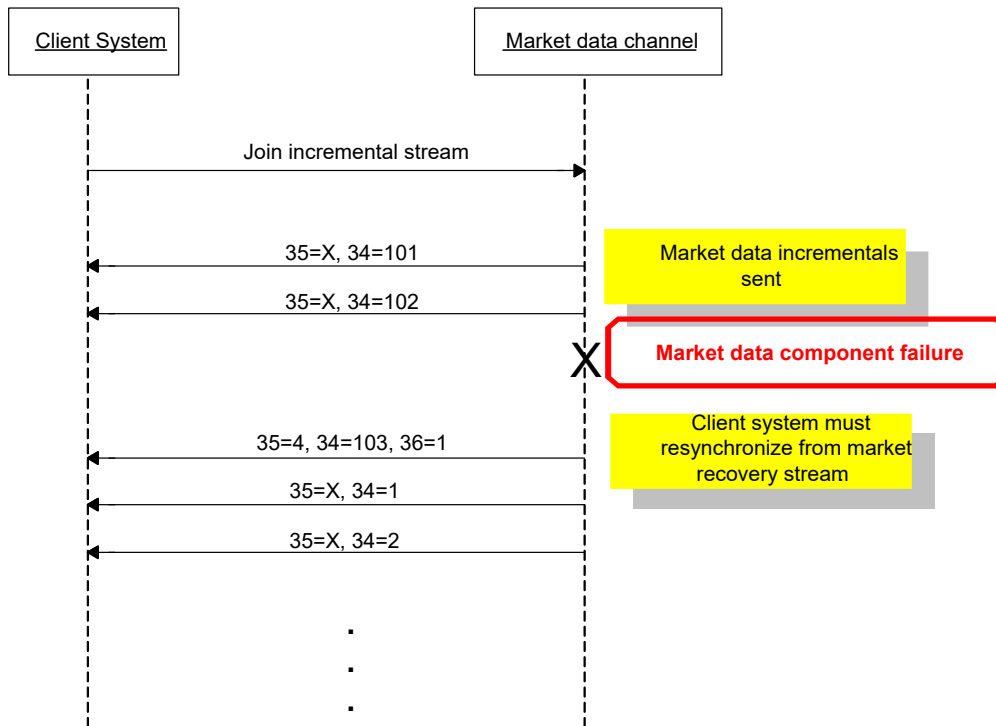 Client System
Market data channel
Join incremental stream
35=X, 34=101
Market data incrementals
sent
35=X, 34=102
X
Market data component failure
35=4, 34=103, 36=1
Client system must
resynchronize from market
recovery stream
35=X, 34=1
35=X, 34=2
.
.
.